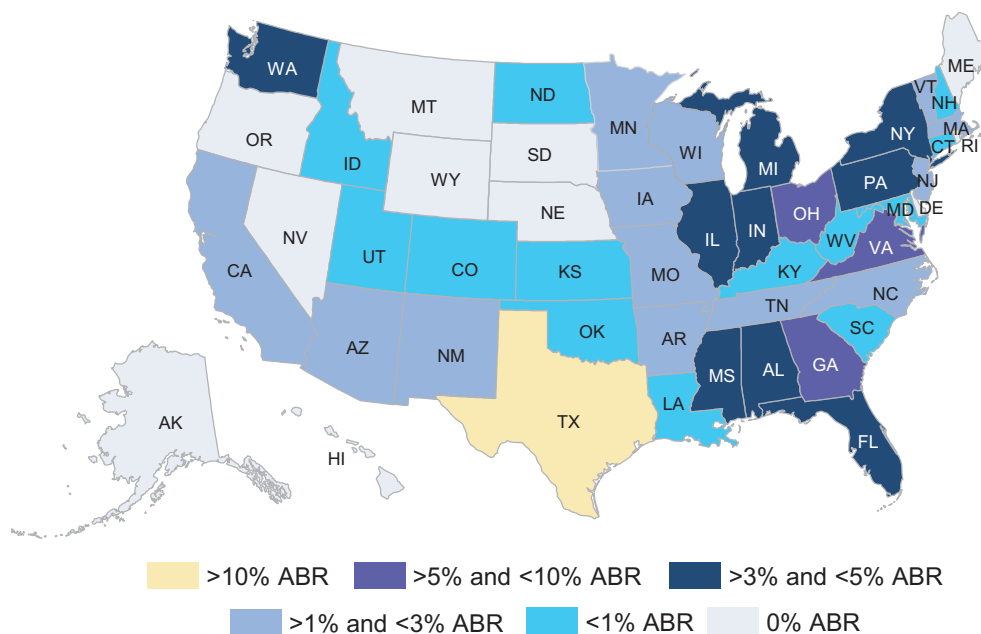 WA
MT
ND
MN
VT
ME
NH
OR
ID
SD
WI
MI
NY
MA
CT RI
WY
NE
IA
PA
NJ
NV
UT
CO
KS
MO
IL
IN
OH
WV
MD DE
VA
KY
CA
AZ
NM
OK
AR
TN
NC
SC
MS
AL
GA
LA
TX
FL
AK
HI
>10% ABR
>5% and <10% ABR
>3% and <5% ABR
>1% and <3% ABR
<1% ABR
0% ABR